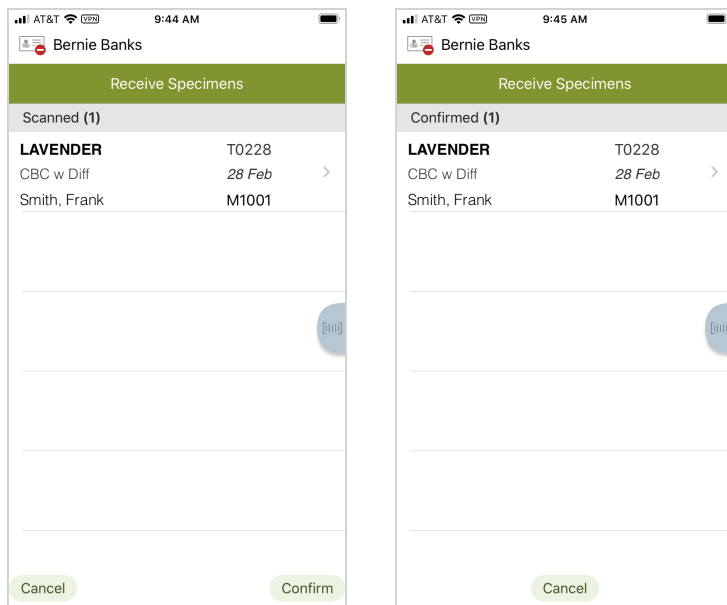 AT&T VPN 9:44 AM
Bernie Banks
Receive Specimens
Scanned (1)
LAVENDER T0228
CBC w Diff 28 Feb
Smith, Frank M1001
Cancel Confirm
AT&T VPN 9:45 AM
Bernie Banks
Receive Specimens
Confirmed (1)
LAVENDER T0228
CBC w Diff 28 Feb
Smith, Frank M1001
Cancel